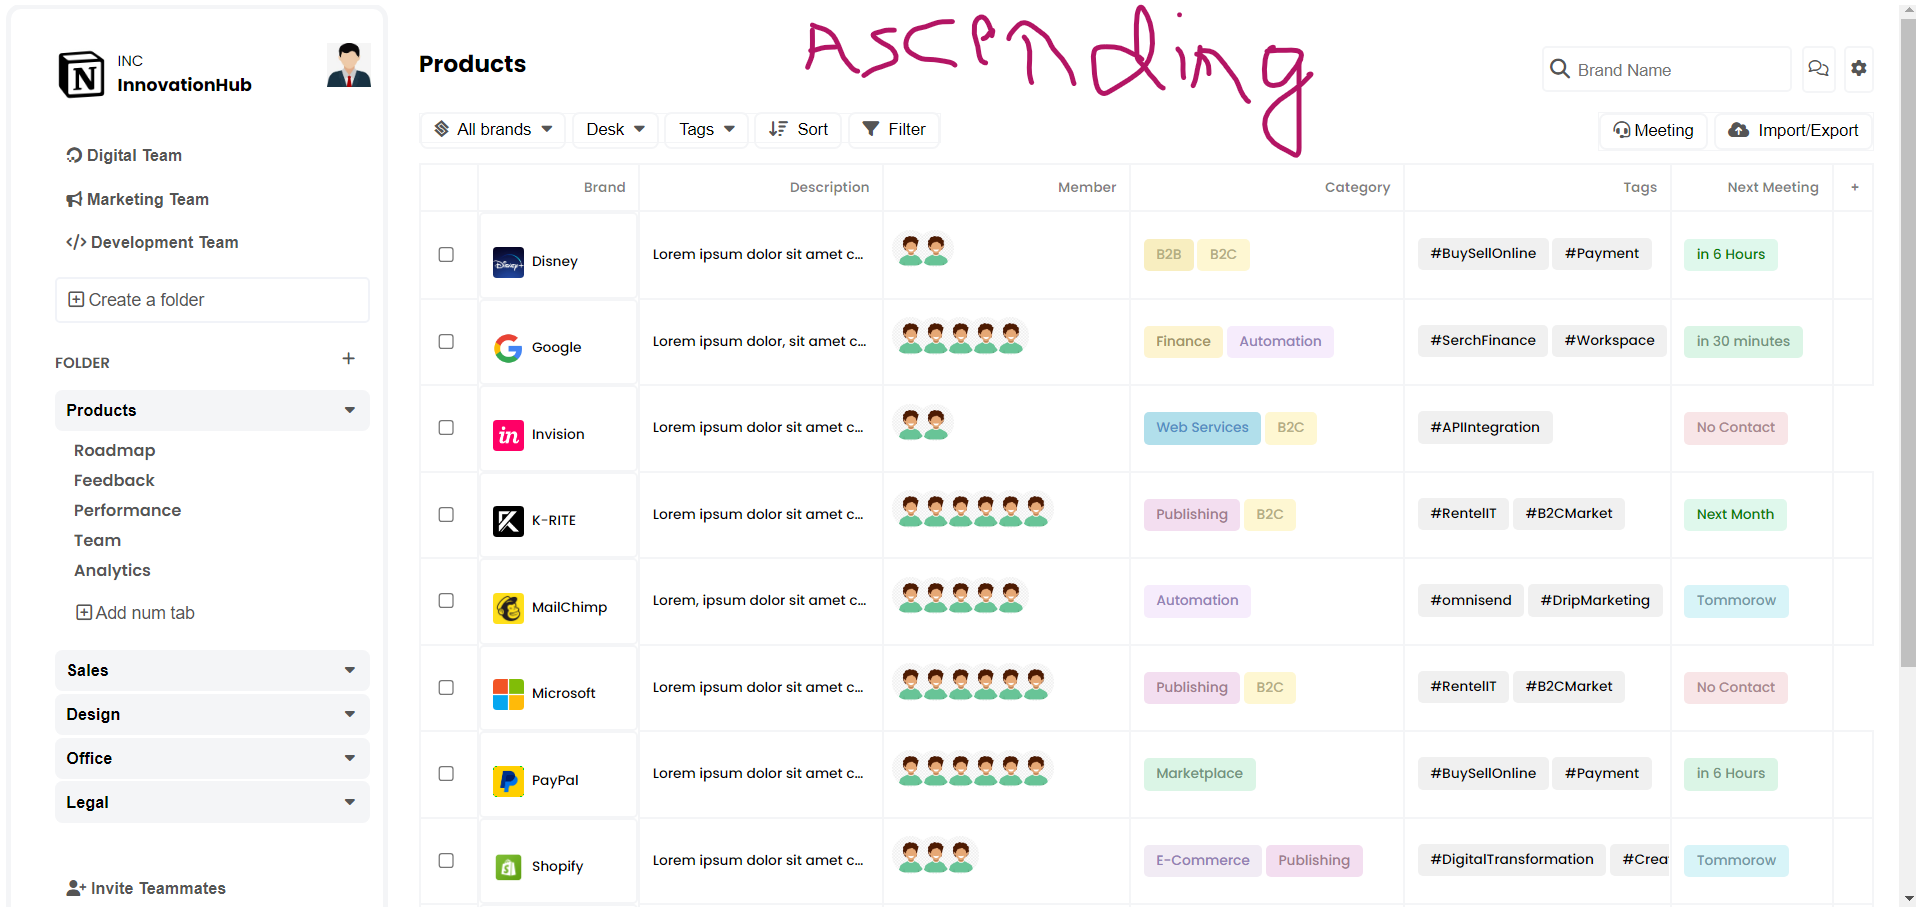 Ascending
INC
InnovationHub
Digital Team
Marketing Team
</> Development Team
Create a folder
FOLDER +
Products
Roadmap
Feedback
Performance
Team
Analytics
Add num tab
Sales
Design
Office
Legal
Invite Teammates
Products
Brand Name
All brands Desk Tags Sort Filter Meeting Import/Export
Brand Description Member Category Tags Next Meeting +
Disney+ Disney Lorem ipsum dolor sit amet c... B2B B2C #BuySellOnline #Payment in 6 Hours
Google Lorem ipsum dolor, sit amet c... Finance Automation #SerchFinance #Workspace in 30 minutes
in Invision Lorem ipsum dolor sit amet c... Web Services B2C #APIIntegration No Contact
K-RITE Lorem ipsum dolor sit amet c... Publishing B2C #RentelIT #B2CMarket Next Month
MailChimp Lorem, ipsum dolor sit amet c... Automation #omnisend #DripMarketing Tommorow
Microsoft Lorem ipsum dolor sit amet c... Publishing B2C #RentelIT #B2CMarket No Contact
PayPal Lorem ipsum dolor sit amet c... Marketplace #BuySellOnline #Payment in 6 Hours
Shopify Lorem ipsum dolor sit amet c... E-Commerce Publishing #DigitalTransformation #Crea Tommorow